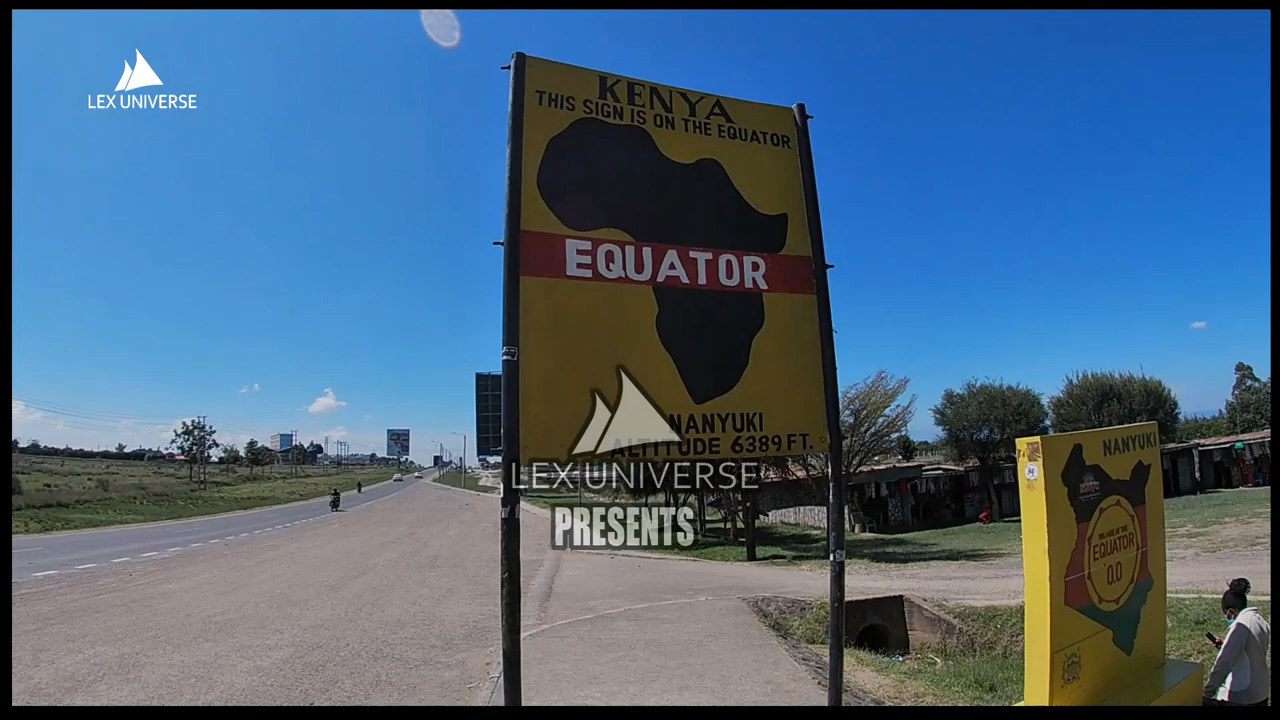 LEX UNIVERSE
KENYA
THIS SIGN IS ON THE EQUATOR
EQUATOR
NANYUKI
ALTITUDE 6389 FT.
LEX UNIVERSE
PRESENTS
NANYUKI
EQUATOR
0.0